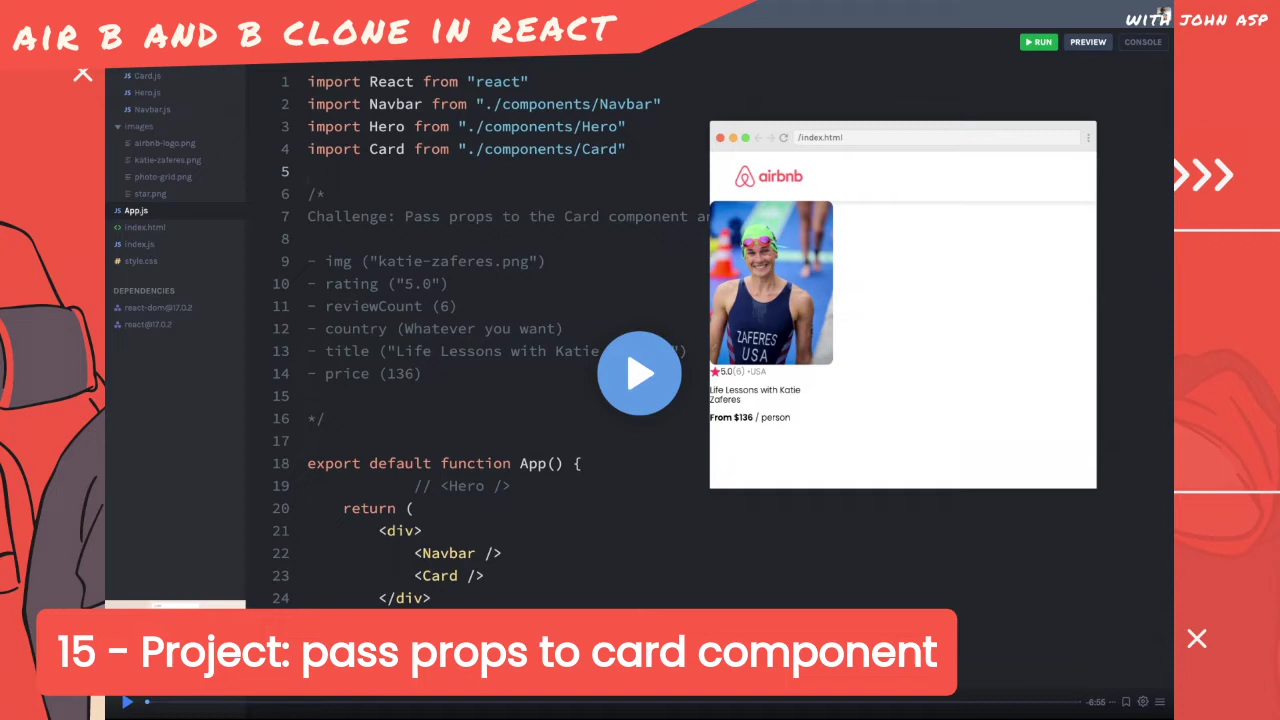 AIR B AND B CLONE IN REACT
WITH JOHN ASP
RUN
PREVIEW
CONSOLE
JS Card.js
JS Hero.js
JS Navbar.js
images
airbnb-logo.png
katie-zaferes.png
photo-grid.png
star.png
JS App.js
<> index.html
JS index.js
# style.css
DEPENDENCIES
react-dom@17.0.2
react@17.0.2
1 import React from "react"
2 import Navbar from "./components/Navbar"
3 import Hero from "./components/Hero"
4 import Card from "./components/Card"
5
6 /*
7 Challenge: Pass props to the Card component
8
9 - img ("katie-zaferes.png")
10 - rating ("5.0")
11 - reviewCount (6)
12 - country (Whatever you want)
13 - title ("Life Lessons with Katie ")
14 - price (136)
15
16 */
17
18 export default function App() {
19 // <Hero />
20 return (
21 <div>
22 <Navbar />
23 <Card />
24 </div>
/index.html
airbnb
ZAFERES
USA
5.0(6) •USA
Life Lessons with Katie
Zaferes
From $136 / person
15 - Project: pass props to card component
-6:55